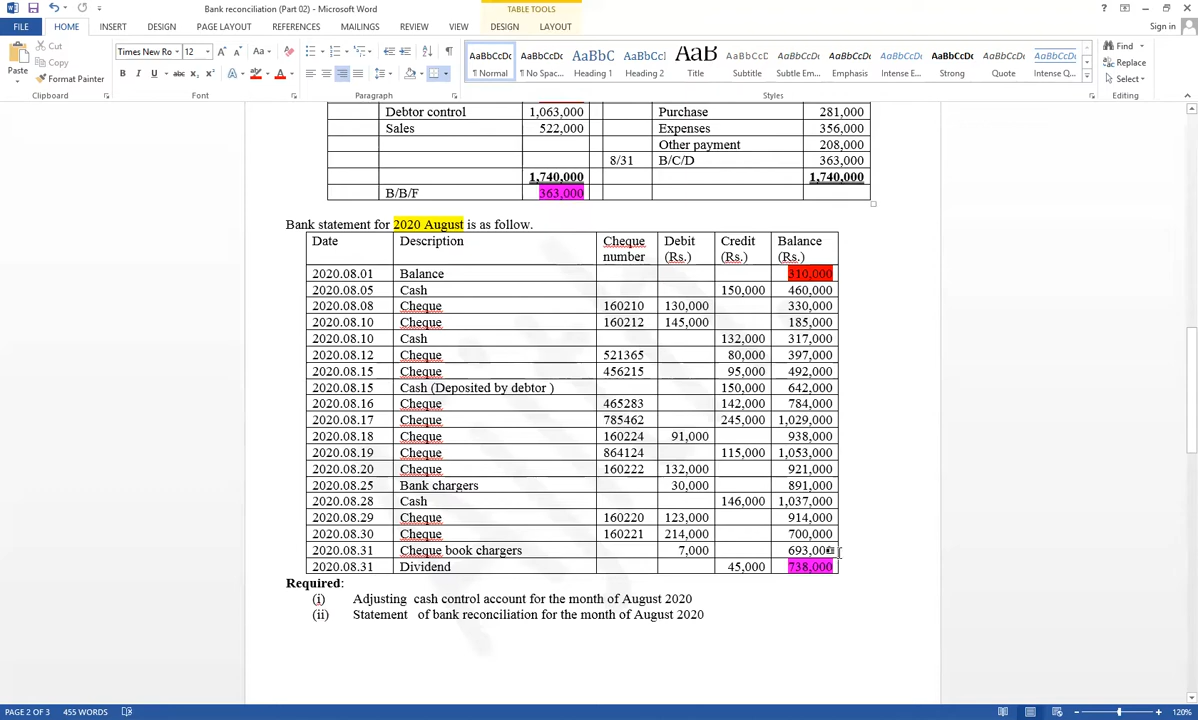 Bank reconciliation (Part 02) - Microsoft Word
TABLE TOOLS
FILE HOME INSERT DESIGN PAGE LAYOUT REFERENCES MAILINGS REVIEW VIEW DESIGN LAYOUT Sign in
Paste
Cut
Copy
Format Painter
Clipboard
Times New Ro 12
Font
Paragraph
AaBbCcDc AaBbCcDc AaBbC AaBbCcC AaB AaBbCcD AaBbCcDc AaBbCcDc AaBbCcDc AaBbCcDc AaBbCcDc AaBbCcDc
¶ Normal ¶ No Spac... Heading 1 Heading 2 Title Subtitle Subtle Em... Emphasis Intense E... Strong Quote Intense Q...
Styles
Find
Replace
Select
Editing
Debtor control 1,063,000 Purchase 281,000
Sales 522,000 Expenses 356,000
Other payment 208,000
8/31 B/C/D 363,000
1,740,000 1,740,000
B/B/F 363,000
Bank statement for 2020 August is as follow.
Date Description Cheque number Debit (Rs.) Credit (Rs.) Balance (Rs.)
2020.08.01 Balance 310,000
2020.08.05 Cash 150,000 460,000
2020.08.08 Cheque 160210 130,000 330,000
2020.08.10 Cheque 160212 145,000 185,000
2020.08.10 Cash 132,000 317,000
2020.08.12 Cheque 521365 80,000 397,000
2020.08.15 Cheque 456215 95,000 492,000
2020.08.15 Cash (Deposited by debtor ) 150,000 642,000
2020.08.16 Cheque 465283 142,000 784,000
2020.08.17 Cheque 785462 245,000 1,029,000
2020.08.18 Cheque 160224 91,000 938,000
2020.08.19 Cheque 864124 115,000 1,053,000
2020.08.20 Cheque 160222 132,000 921,000
2020.08.25 Bank chargers 30,000 891,000
2020.08.28 Cash 146,000 1,037,000
2020.08.29 Cheque 160220 123,000 914,000
2020.08.30 Cheque 160221 214,000 700,000
2020.08.31 Cheque book chargers 7,000 693,000
2020.08.31 Dividend 45,000 738,000
Required:
(i) Adjusting cash control account for the month of August 2020
(ii) Statement of bank reconciliation for the month of August 2020
PAGE 2 OF 3 455 WORDS 120%